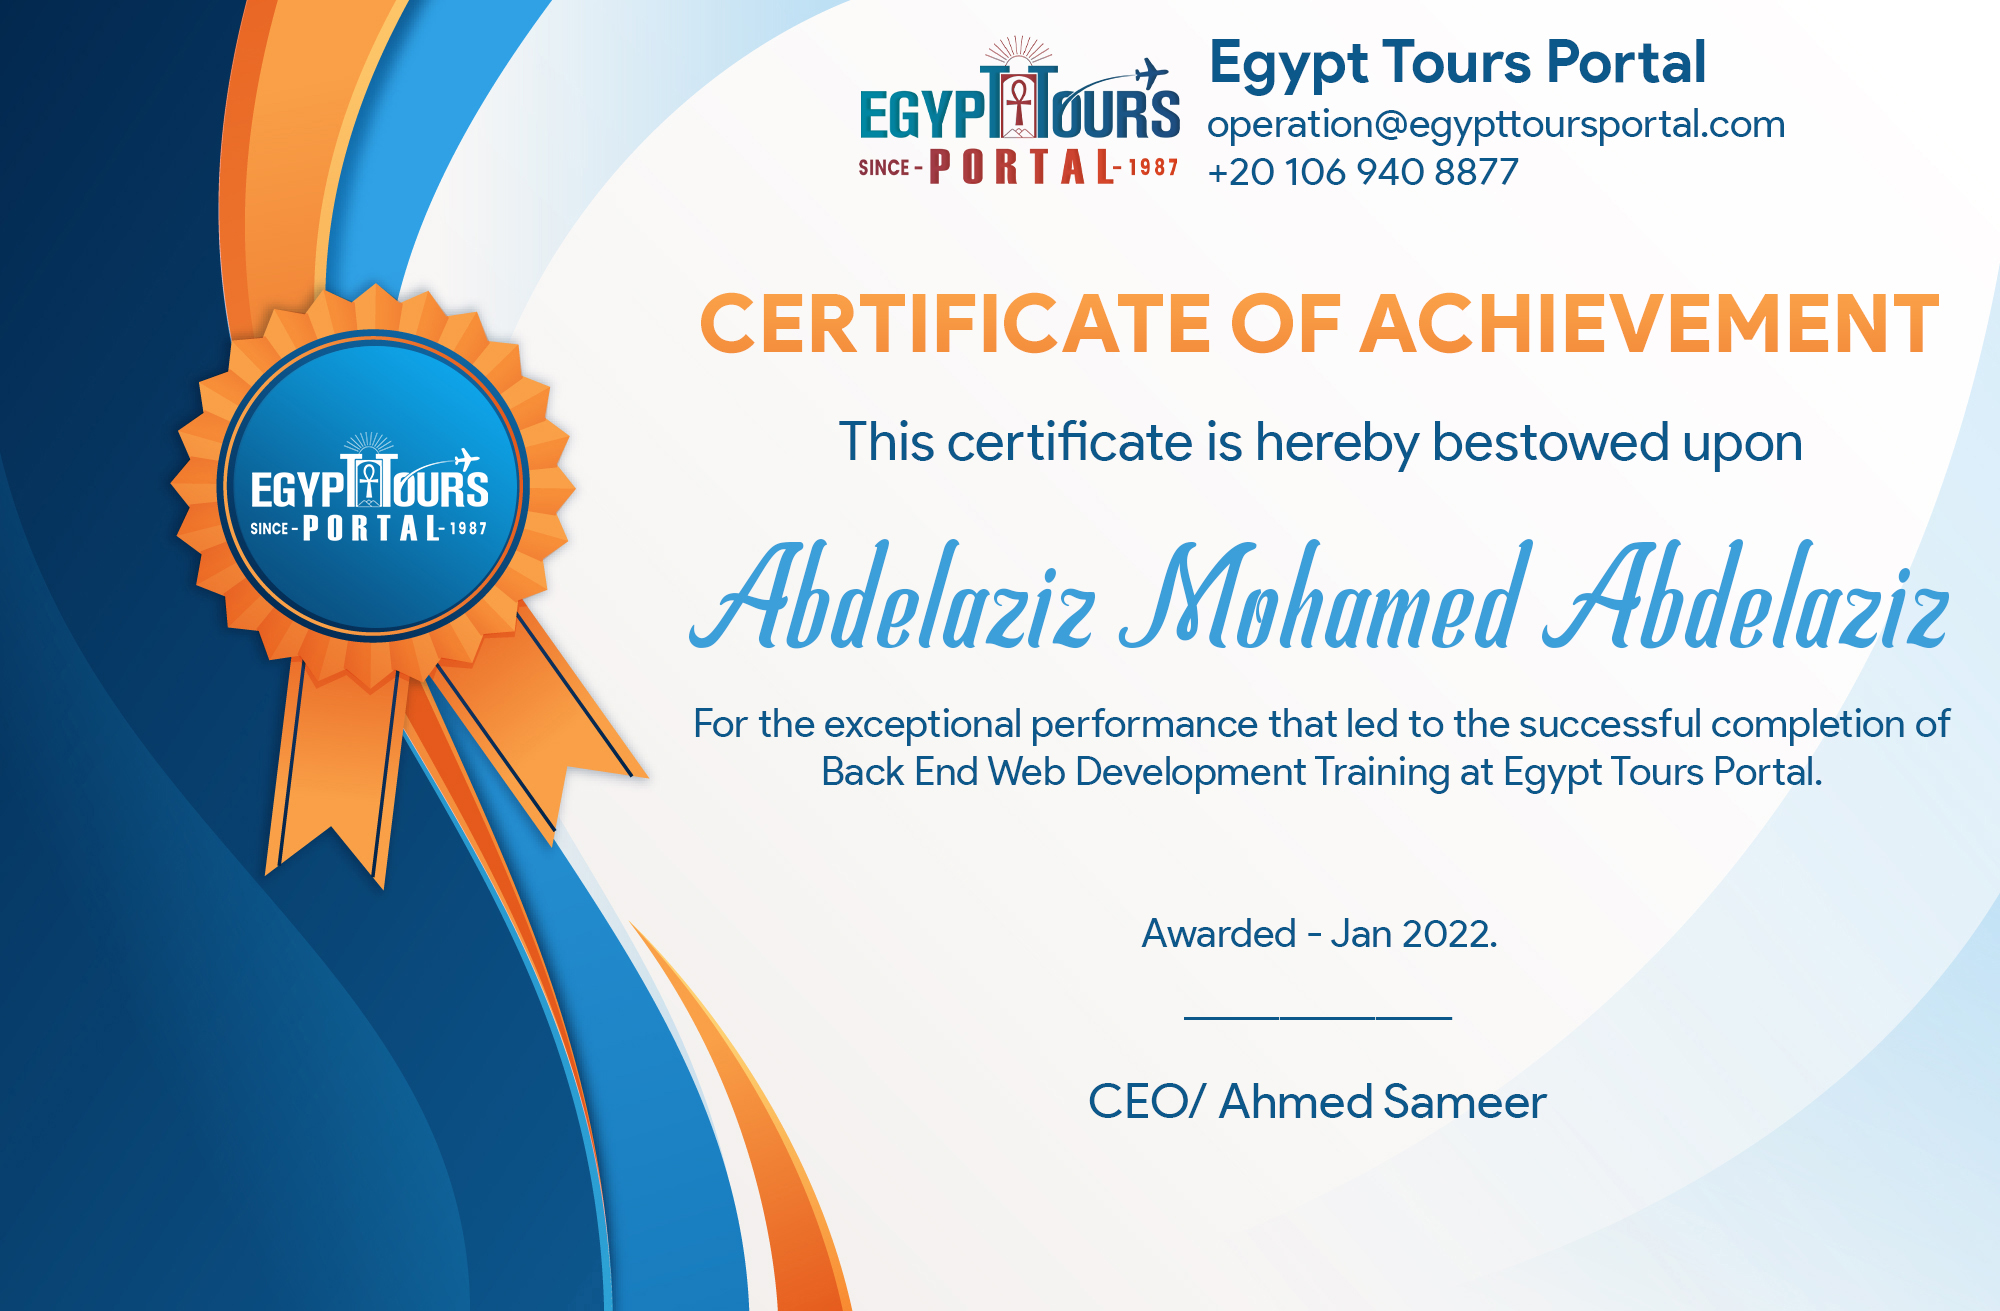 EGYPT TOURS
SINCE - PORTAL - 1987
Egypt Tours Portal
operation@egypttoursportal.com
+20 106 940 8877
CERTIFICATE OF ACHIEVEMENT
This certificate is hereby bestowed upon
EGYPT TOURS
SINCE - PORTAL - 1987
Abdelaziz Mohamed Abdelaziz
For the exceptional performance that led to the successful completion of
Back End Web Development Training at Egypt Tours Portal.
Awarded - Jan 2022.
CEO/ Ahmed Sameer